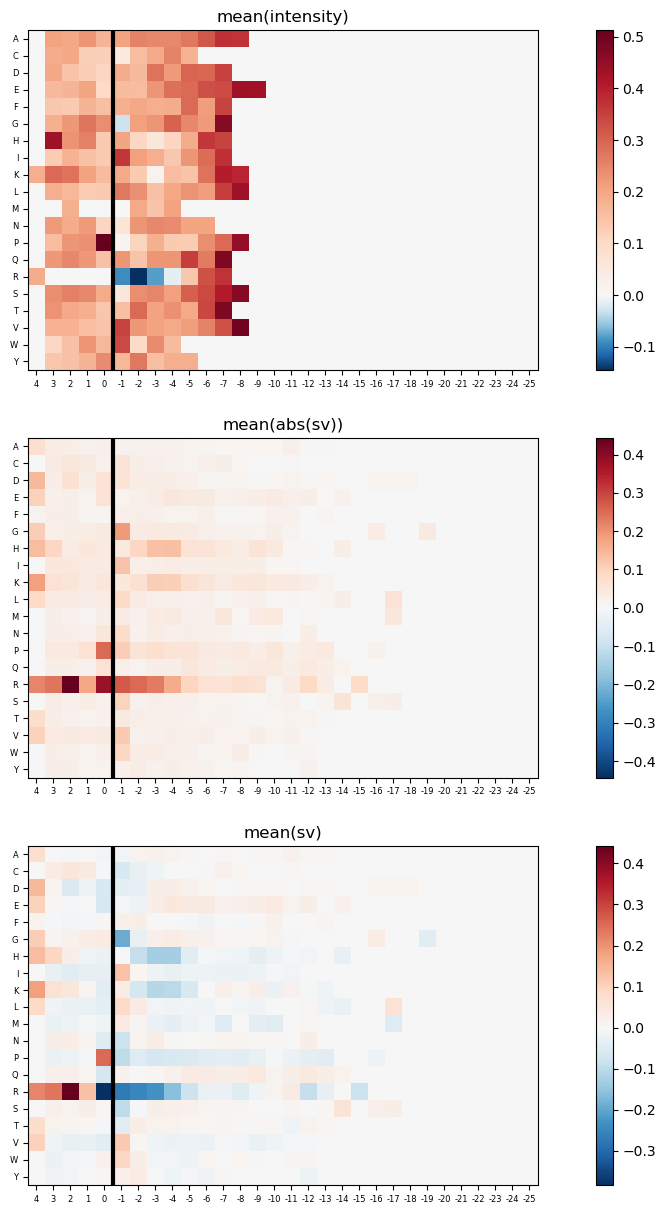 mean(intensity)
A
C
D
E
F
G
H
I
K
L
M
N
P
Q
R
S
T
V
W
Y
4 3 2 1 0 -1 -2 -3 -4 -5 -6 -7 -8 -9 -10 -11 -12 -13 -14 -15 -16 -17 -18 -19 -20 -21 -22 -23 -24 -25
0.5
0.4
0.3
0.2
0.1
0.0
−0.1
mean(abs(sv))
A
C
D
E
F
G
H
I
K
L
M
N
P
Q
R
S
T
V
W
Y
4 3 2 1 0 -1 -2 -3 -4 -5 -6 -7 -8 -9 -10 -11 -12 -13 -14 -15 -16 -17 -18 -19 -20 -21 -22 -23 -24 -25
0.4
0.3
0.2
0.1
0.0
−0.1
−0.2
−0.3
−0.4
mean(sv)
A
C
D
E
F
G
H
I
K
L
M
N
P
Q
R
S
T
V
W
Y
4 3 2 1 0 -1 -2 -3 -4 -5 -6 -7 -8 -9 -10 -11 -12 -13 -14 -15 -16 -17 -18 -19 -20 -21 -22 -23 -24 -25
0.4
0.3
0.2
0.1
0.0
−0.1
−0.2
−0.3